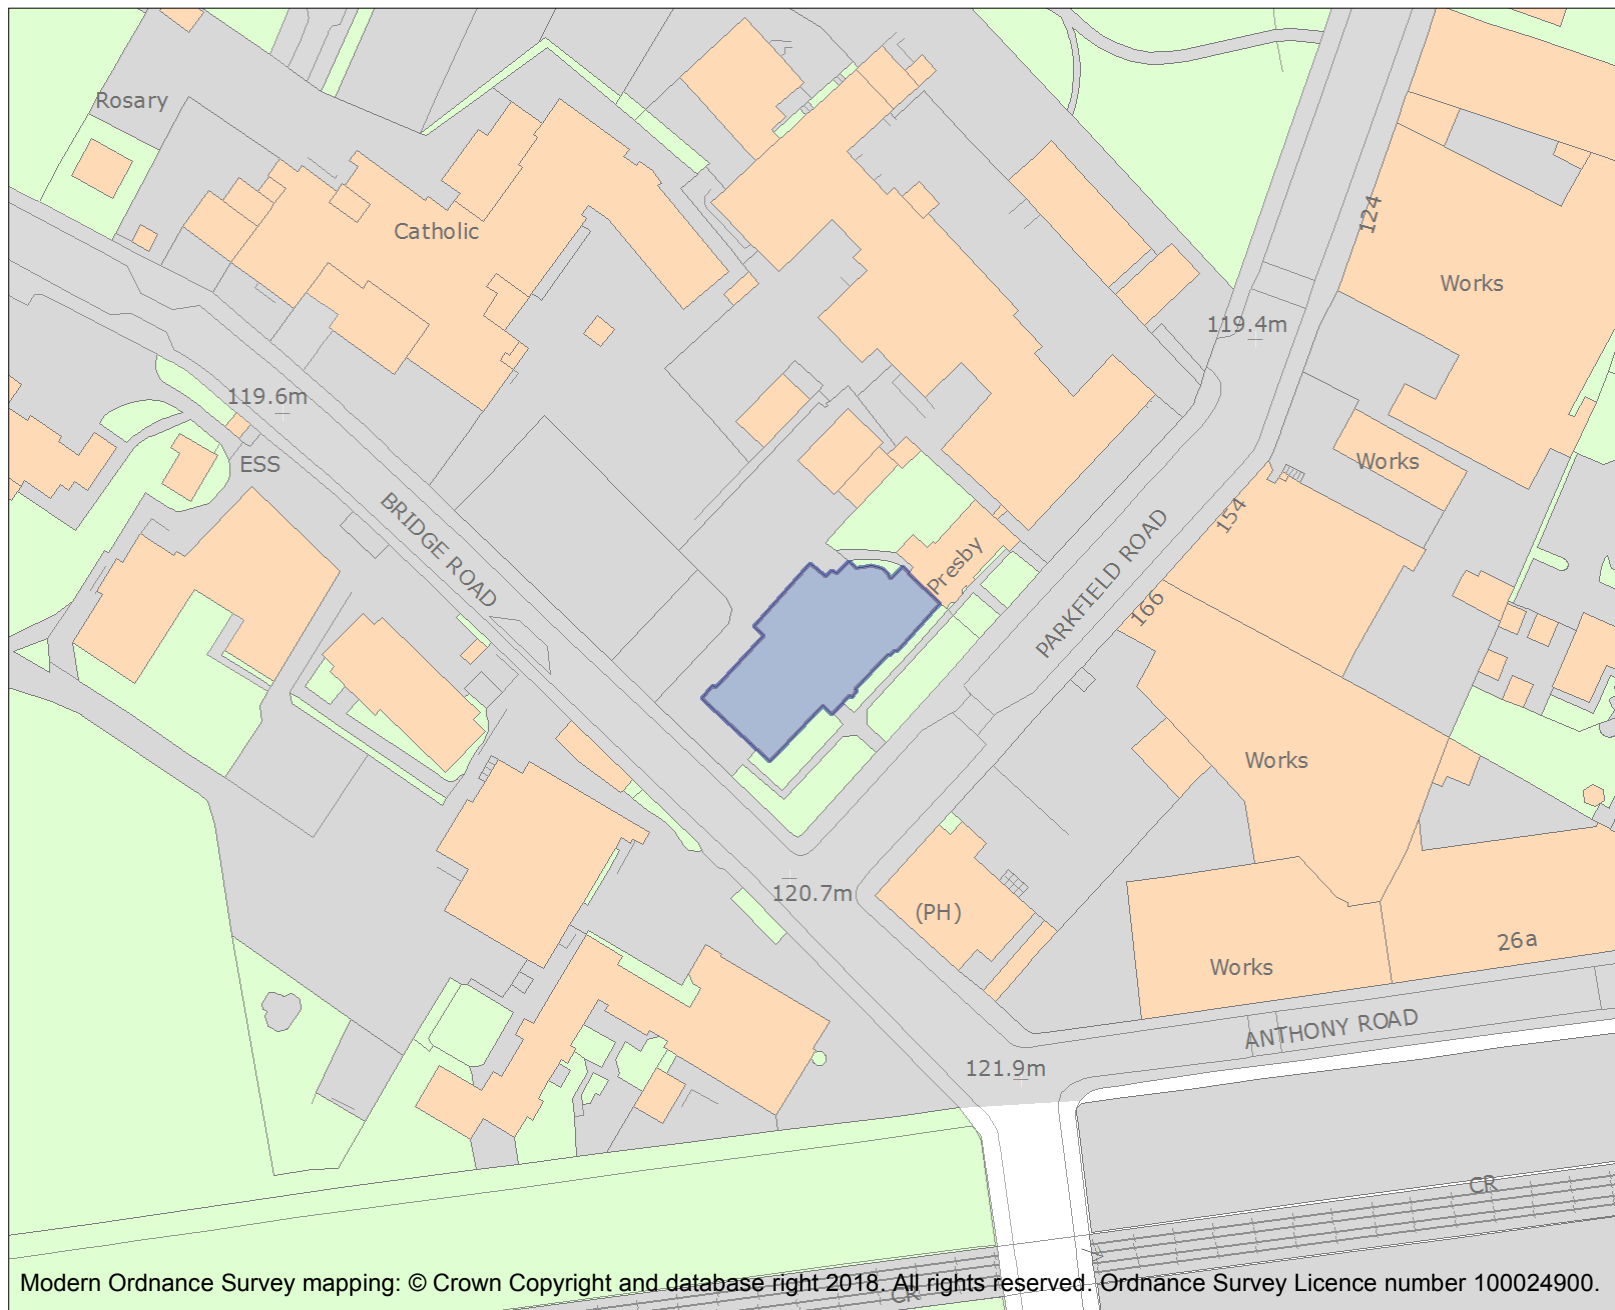 Rosary
Catholic
124
Works
119.4m
119.6m
ESS
Works
BRIDGE ROAD
154
Presby
PARKFIELD ROAD
166
Works
120.7m
(PH)
Works
26a
ANTHONY ROAD
121.9m
CR
Modern Ordnance Survey mapping: © Crown Copyright and database right 2018. All rights reserved. Ordnance Survey Licence number 100024900.
CR